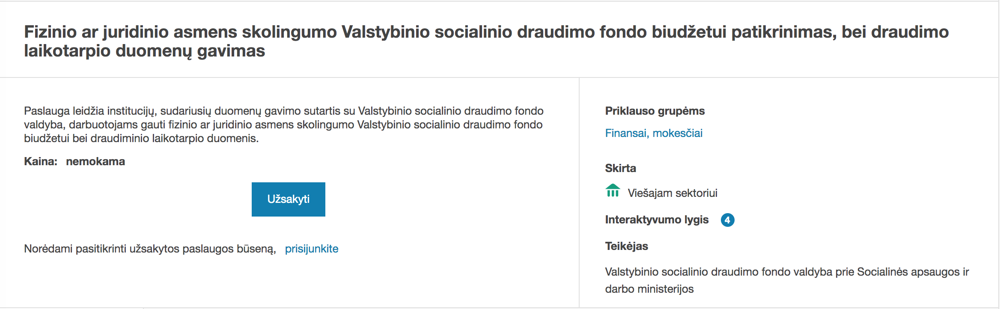 Fizinio ar juridinio asmens skolingumo Valstybinio socialinio draudimo fondo biudžetui patikrinimas, bei draudimo
laikotarpio duomenų gavimas
Paslauga leidžia institucijų, sudariusių duomenų gavimo sutartis su Valstybinio socialinio draudimo fondo
valdyba, darbuotojams gauti fizinio ar juridinio asmens skolingumo Valstybinio socialinio draudimo fondo
biudžetui bei draudiminio laikotarpio duomenis.
Kaina: nemokama
Užsakyti
Norėdami pasitikrinti užsakytos paslaugos būseną, prisijunkite
Priklauso grupėms
Finansai, mokesčiai
Skirta
Viešajam sektoriui
Interaktyvumo lygis 4
Teikėjas
Valstybinio socialinio draudimo fondo valdyba prie Socialinės apsaugos ir
darbo ministerijos